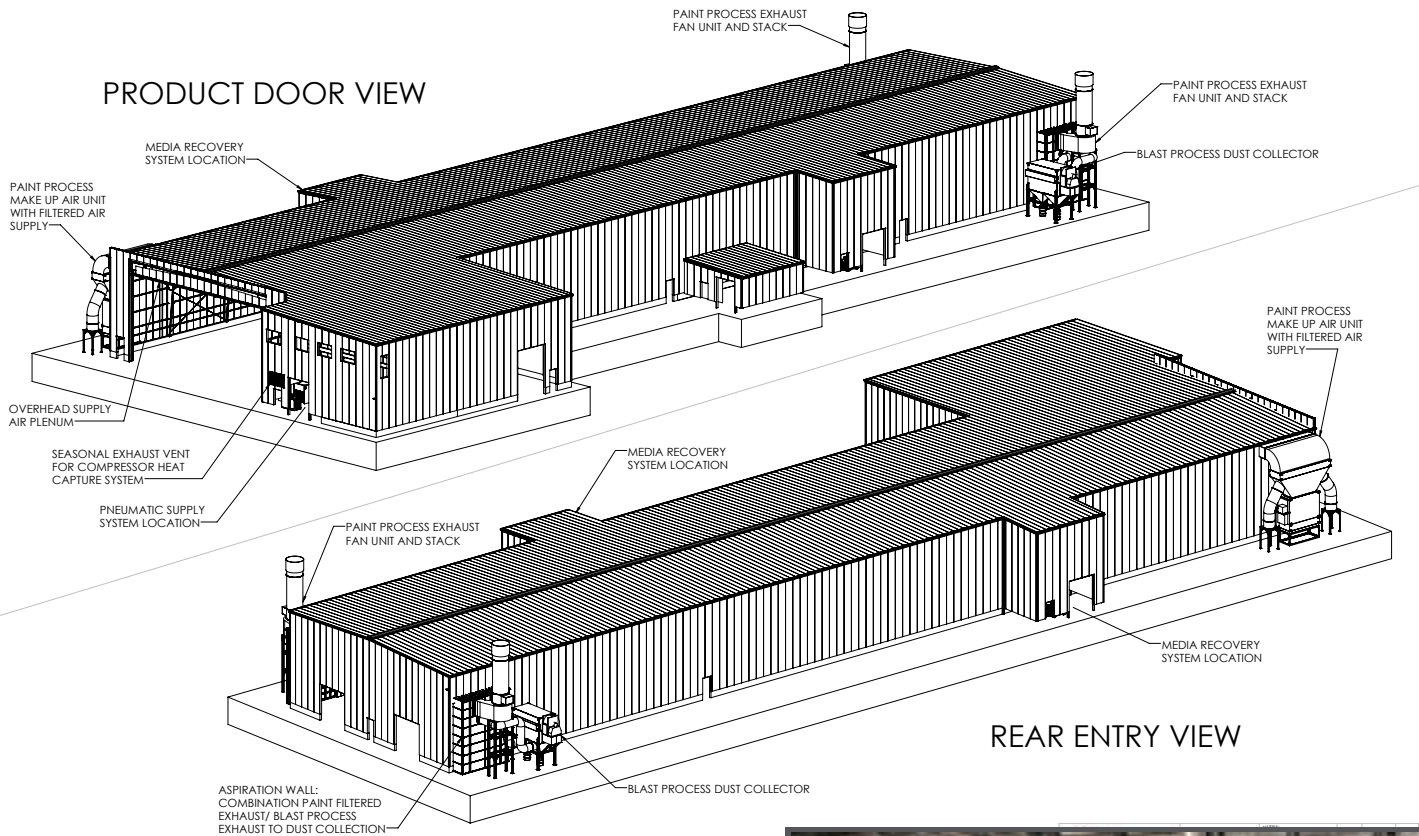 PAINT PROCESS EXHAUST
FAN UNIT AND STACK
PRODUCT DOOR VIEW
PAINT PROCESS EXHAUST
FAN UNIT AND STACK
MEDIA RECOVERY
SYSTEM LOCATION
BLAST PROCESS DUST COLLECTOR
PAINT PROCESS
MAKE UP AIR UNIT
WITH FILTERED AIR
SUPPLY
OVERHEAD SUPPLY
AIR PLENUM
SEASONAL EXHAUST VENT
FOR COMPRESSOR HEAT
CAPTURE SYSTEM
PNEUMATIC SUPPLY
SYSTEM LOCATION
PAINT PROCESS
MAKE UP AIR UNIT
WITH FILTERED AIR
SUPPLY
MEDIA RECOVERY
SYSTEM LOCATION
PAINT PROCESS EXHAUST
FAN UNIT AND STACK
MEDIA RECOVERY
SYSTEM LOCATION
REAR ENTRY VIEW
ASPIRATION WALL:
COMBINATION PAINT FILTERED
EXHAUST/ BLAST PROCESS
EXHAUST TO DUST COLLECTION
BLAST PROCESS DUST COLLECTOR